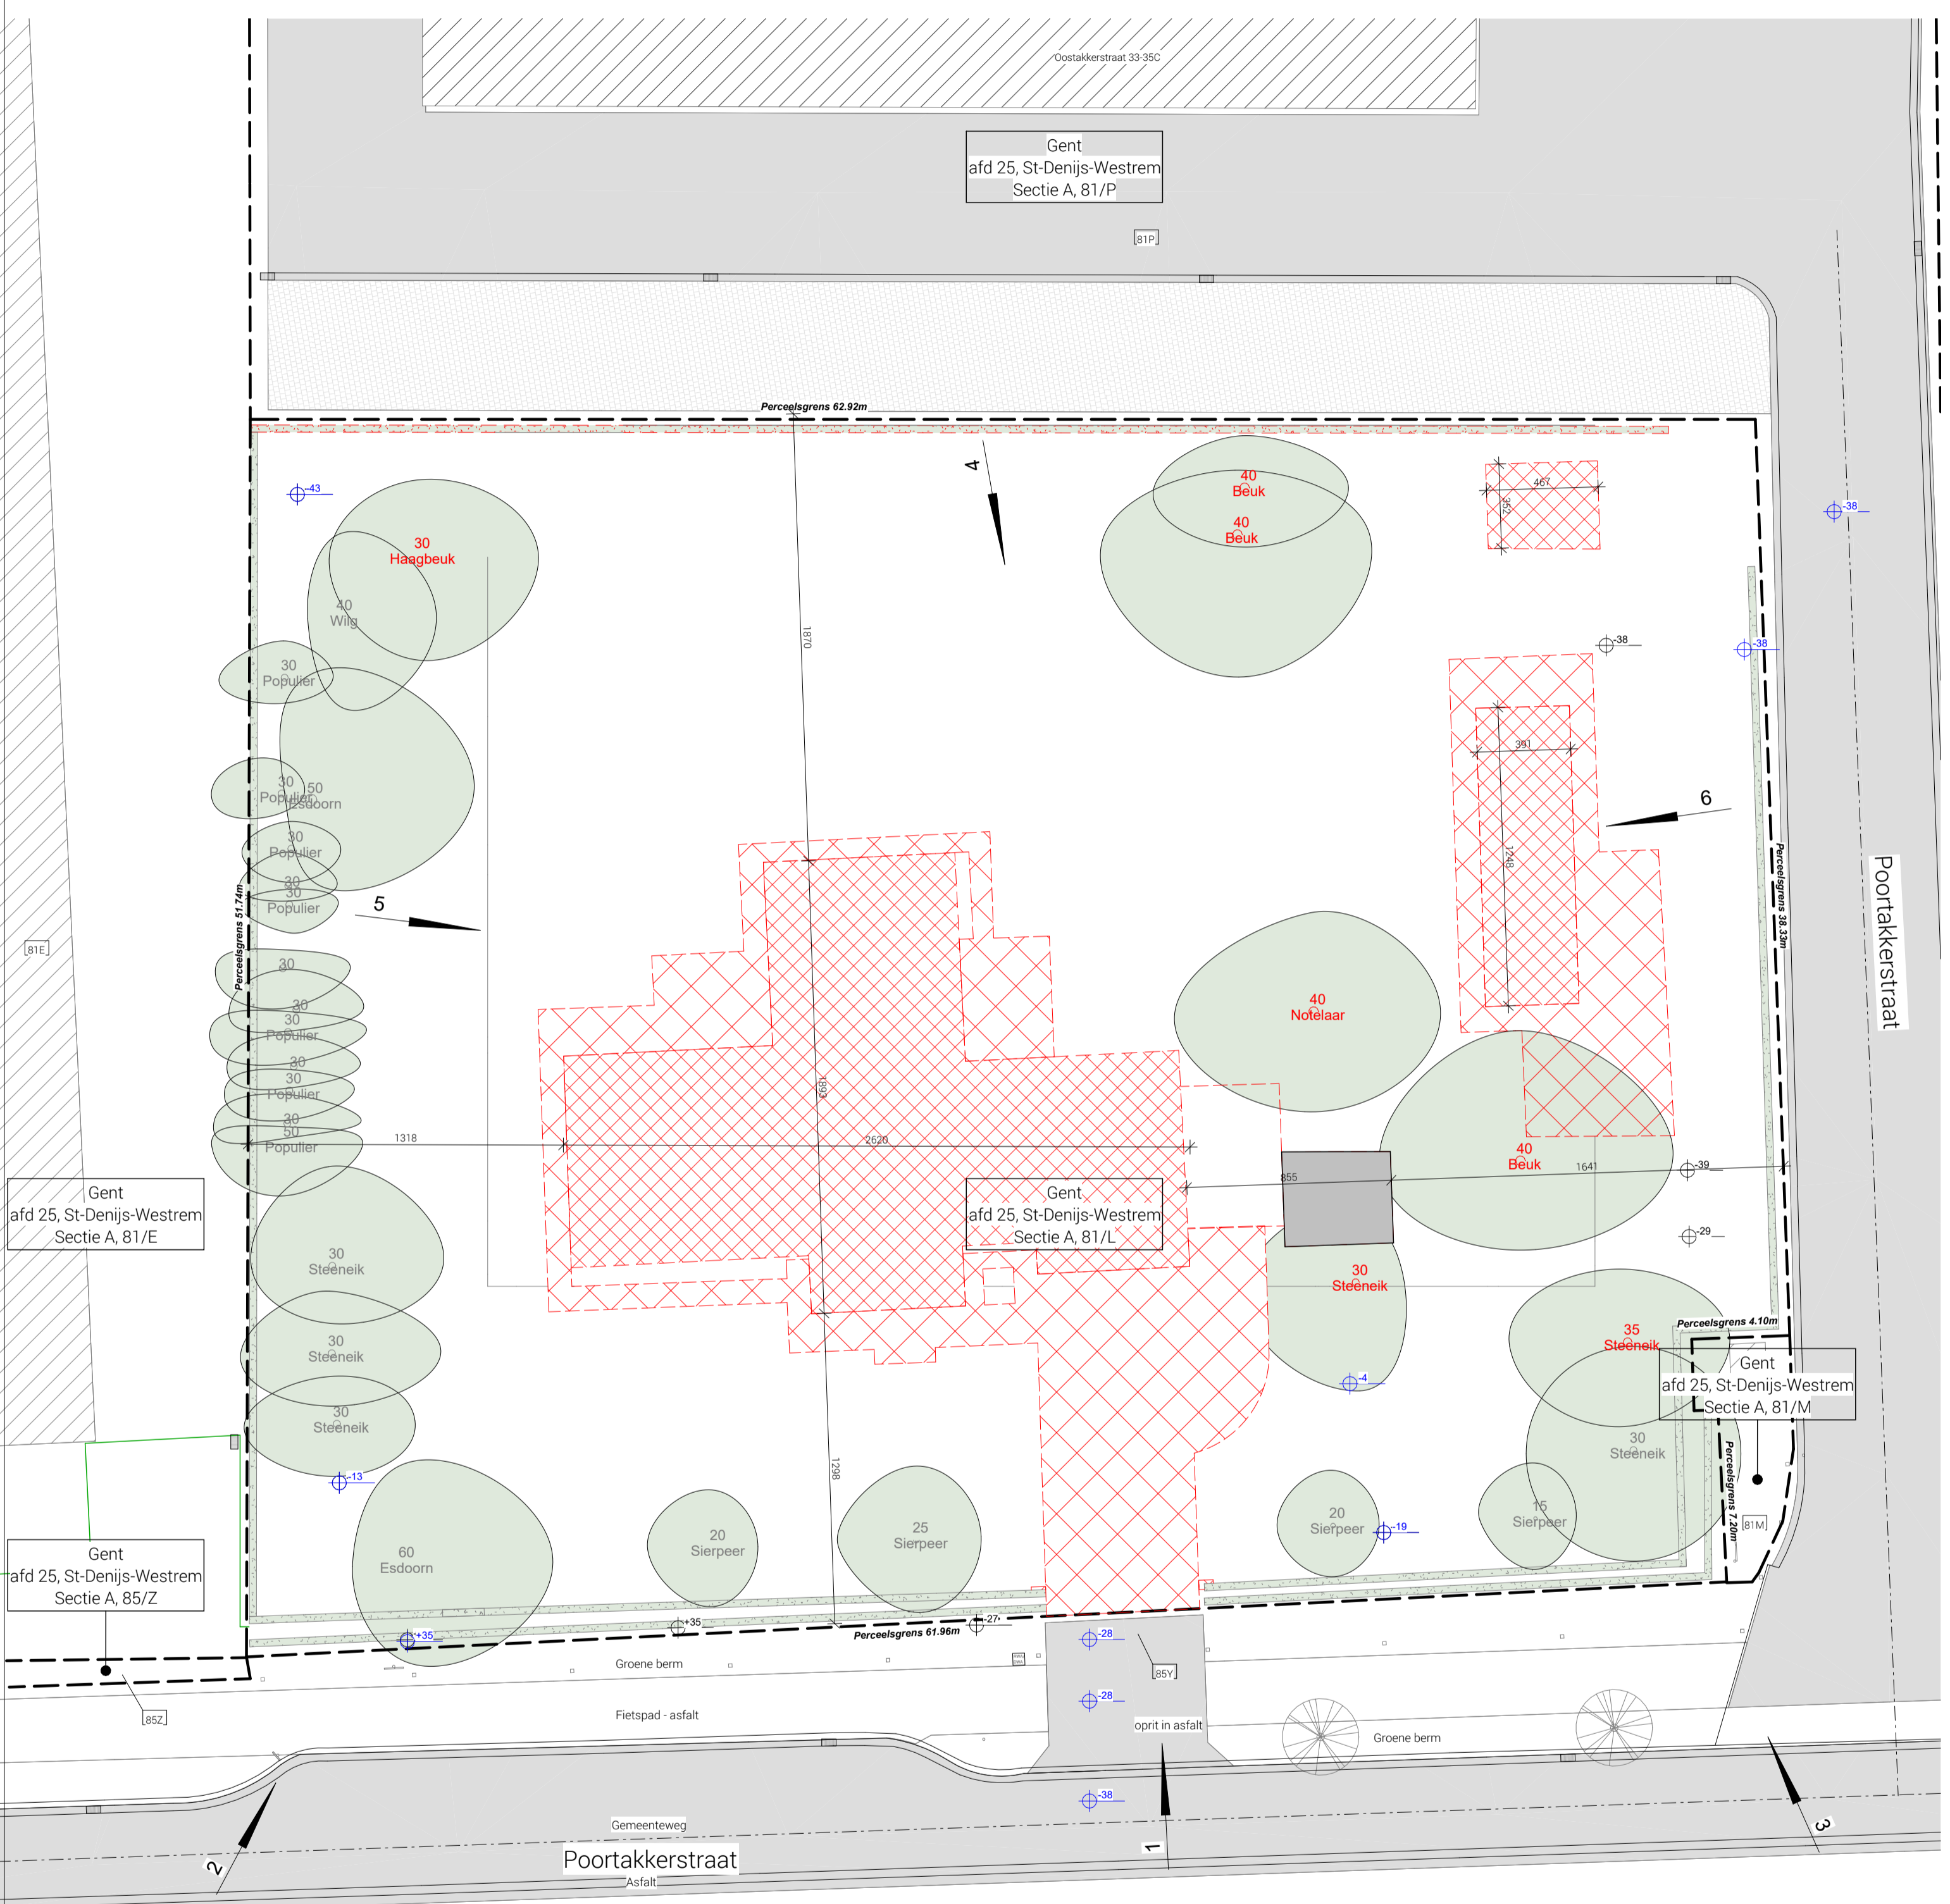 Oostakkerstraat 33-35C
Gent
afd 25, St-Denijs-Westrem
Sectie A, 81/P
81P
Perceelsgrens 62.92m
4
40
Beuk
467
352
-43
-38
40
Beuk
30
Haagbeuk
40
Wilg
1870
-38
-38
30
Populier
391
30
Populier
50
Esdoorn
6
30
Populier
1248
Poortakkerstraat
Perceelsgrens 38.33m
30
30
Populier
5
Perceelsgrens 51.74m
81E
30
40
Notelaar
30
30
Populier
30
30
Populier
1893
30
50
Populier
1318
2620
40
Beuk
1641
-39
855
Gent
afd 25, St-Denijs-Westrem
Sectie A, 81/E
Gent
afd 25, St-Denijs-Westrem
Sectie A, 81/L
-29
30
Steeneik
30
Steeneik
Perceelsgrens 4.10m
35
Steeneik
30
Steeneik
Gent
afd 25, St-Denijs-Westrem
Sectie A, 81/M
-4
30
Steeneik
30
Steeneik
1298
-13
Perceelsgrens 7.20m
81M
60
Esdoorn
20
Sierpeer
25
Sierpeer
20
Sierpeer
-19
15
Sierpeer
Gent
afd 25, St-Denijs-Westrem
Sectie A, 85/Z
+35
+35
-27
Perceelsgrens 61.96m
-28
Groene berm
85Y
-28
85Z
Fietspad - asfalt
oprit in asfalt
Groene berm
-38
Gemeenteweg
Poortakkerstraat
Asfalt
2
1
3